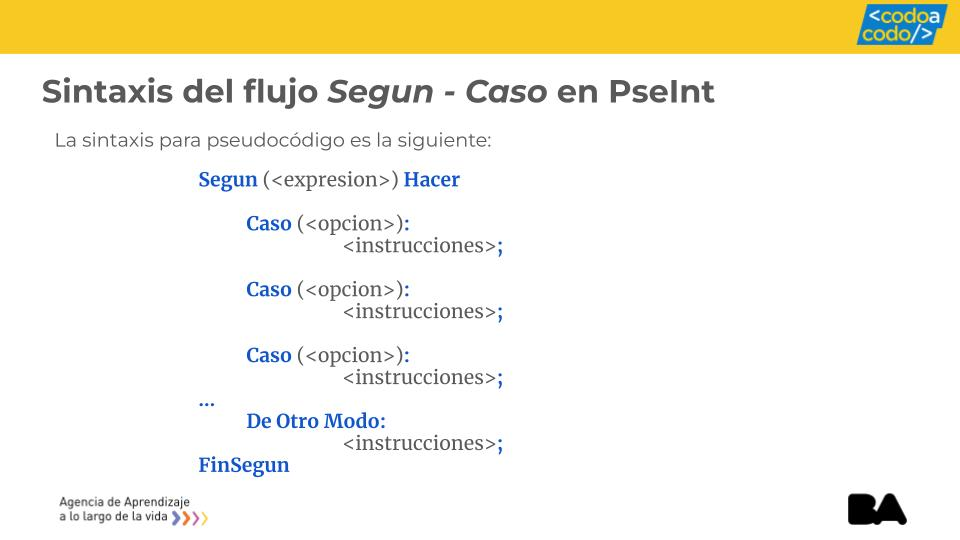 <codoa
codo/>
Sintaxis del flujo Segun - Caso en PseInt
La sintaxis para pseudocódigo es la siguiente:
Segun (<expresion>) Hacer
Caso (<opcion>):
<instrucciones>;
Caso (<opcion>):
<instrucciones>;
Caso (<opcion>):
<instrucciones>;
...
De Otro Modo:
<instrucciones>;
FinSegun
Agencia de Aprendizaje
a lo largo de la vida
BA